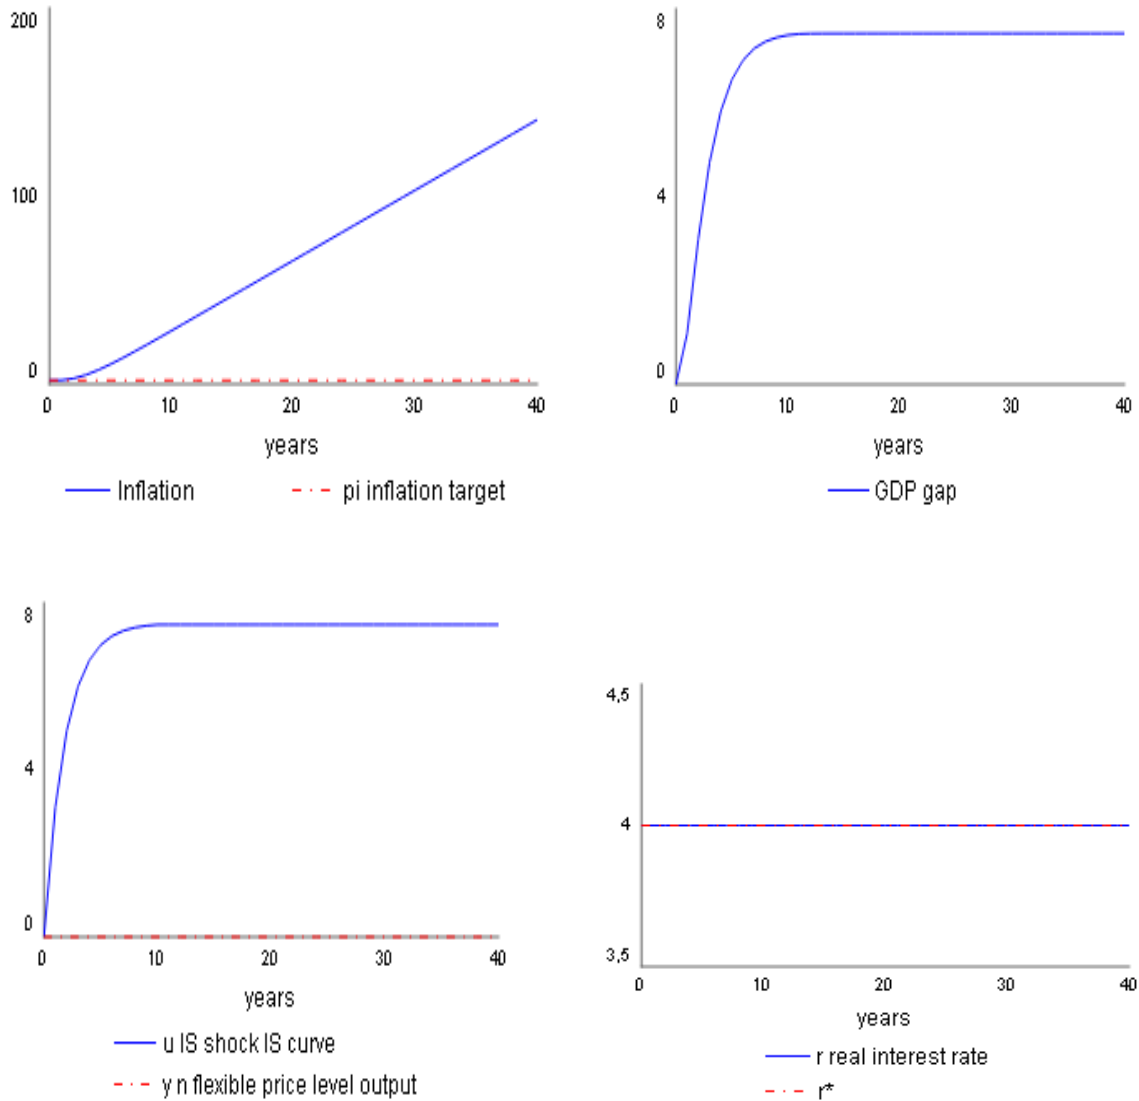 200
100
0
0 10 20 30 40
years
Inflation pi inflation target
8
4
0
0 10 20 30 40
years
GDP gap
8
4
0
0 10 20 30 40
years
u IS shock IS curve
y n flexible price level output
4,5
4
3,5
0 10 20 30 40
years
r real interest rate
r*